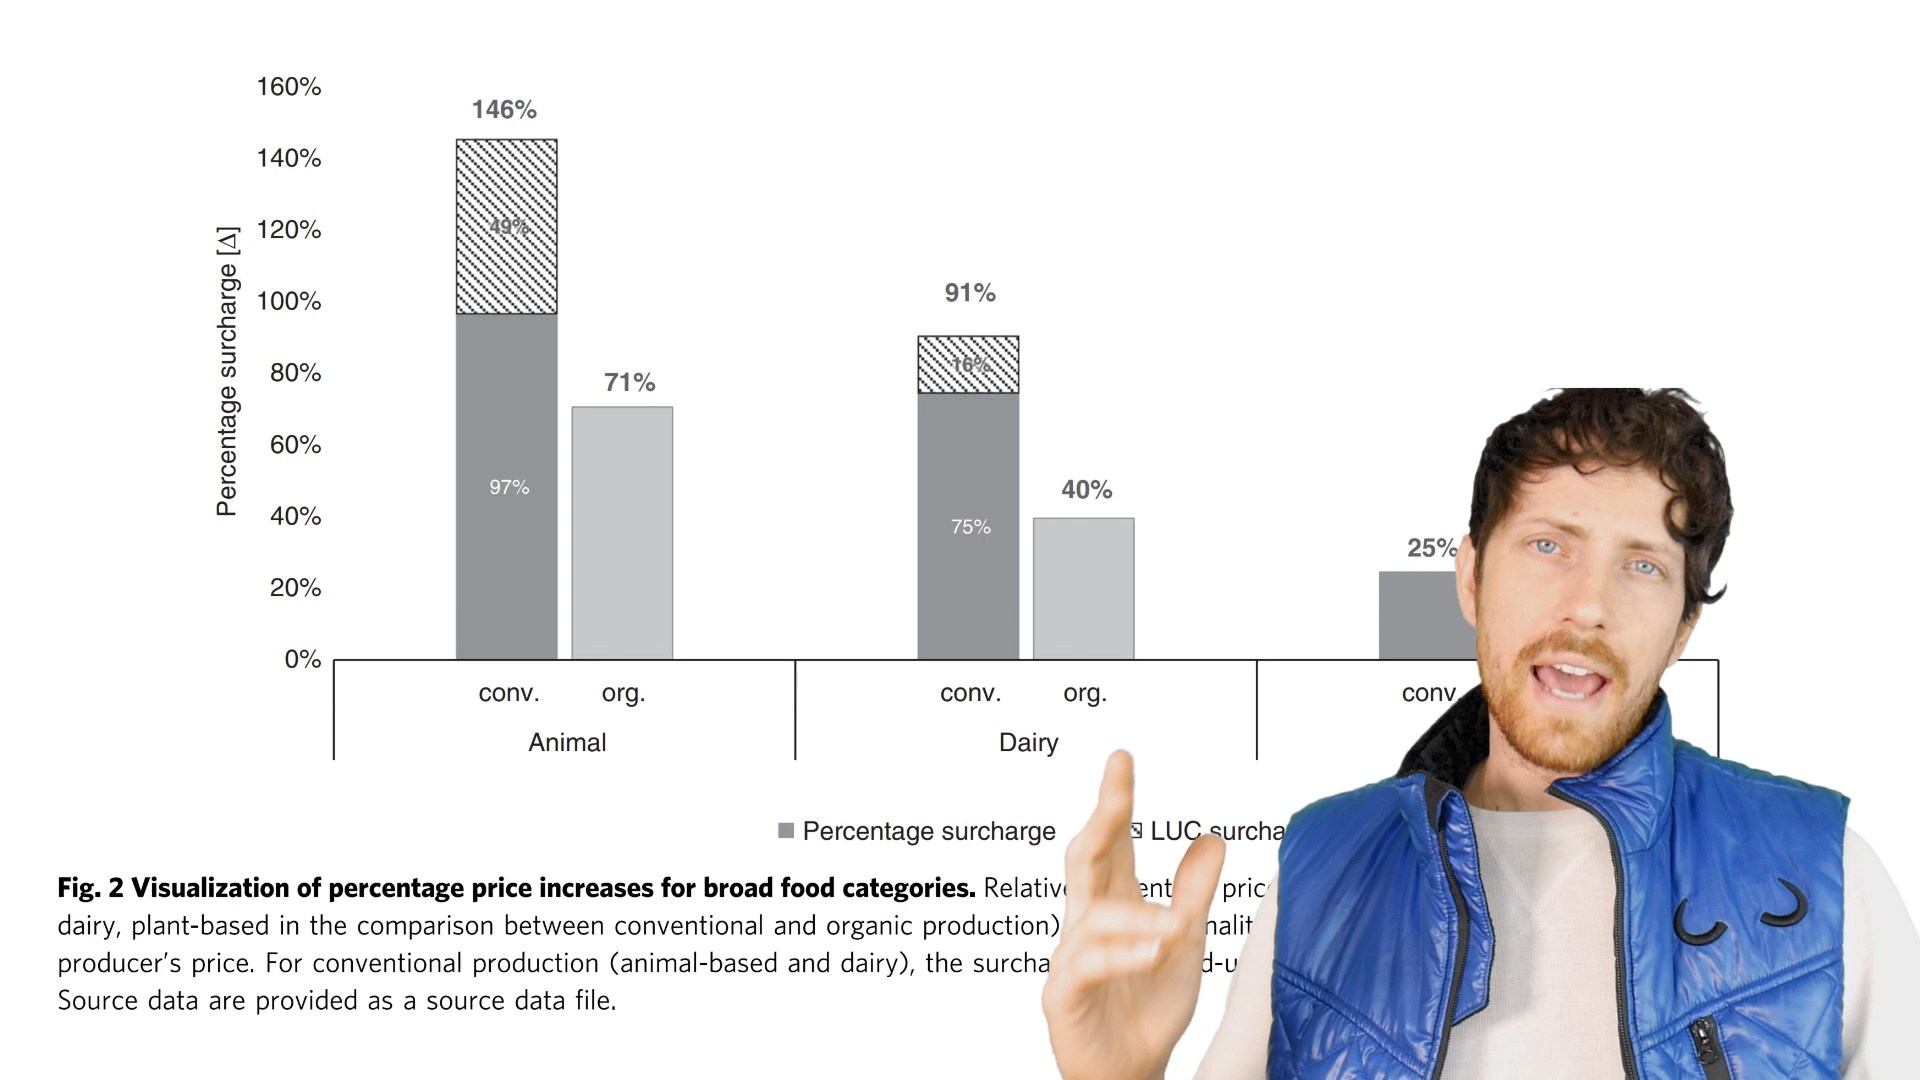 160%
146%
140%
49%
120%
Percentage surcharge [Δ]
100%
91%
80%
71%
16%
60%
97%
40%
40%
75%
25%
20%
0%
conv. org. conv. org. conv.
Animal Dairy
Percentage surcharge LUC
Fig. 2 Visualization of percentage price increases for broad food categories.
dairy, plant-based in the comparison between conventional and organic production)
producer's price. For conventional production (animal-based and dairy), the
Source data are provided as a source data file.